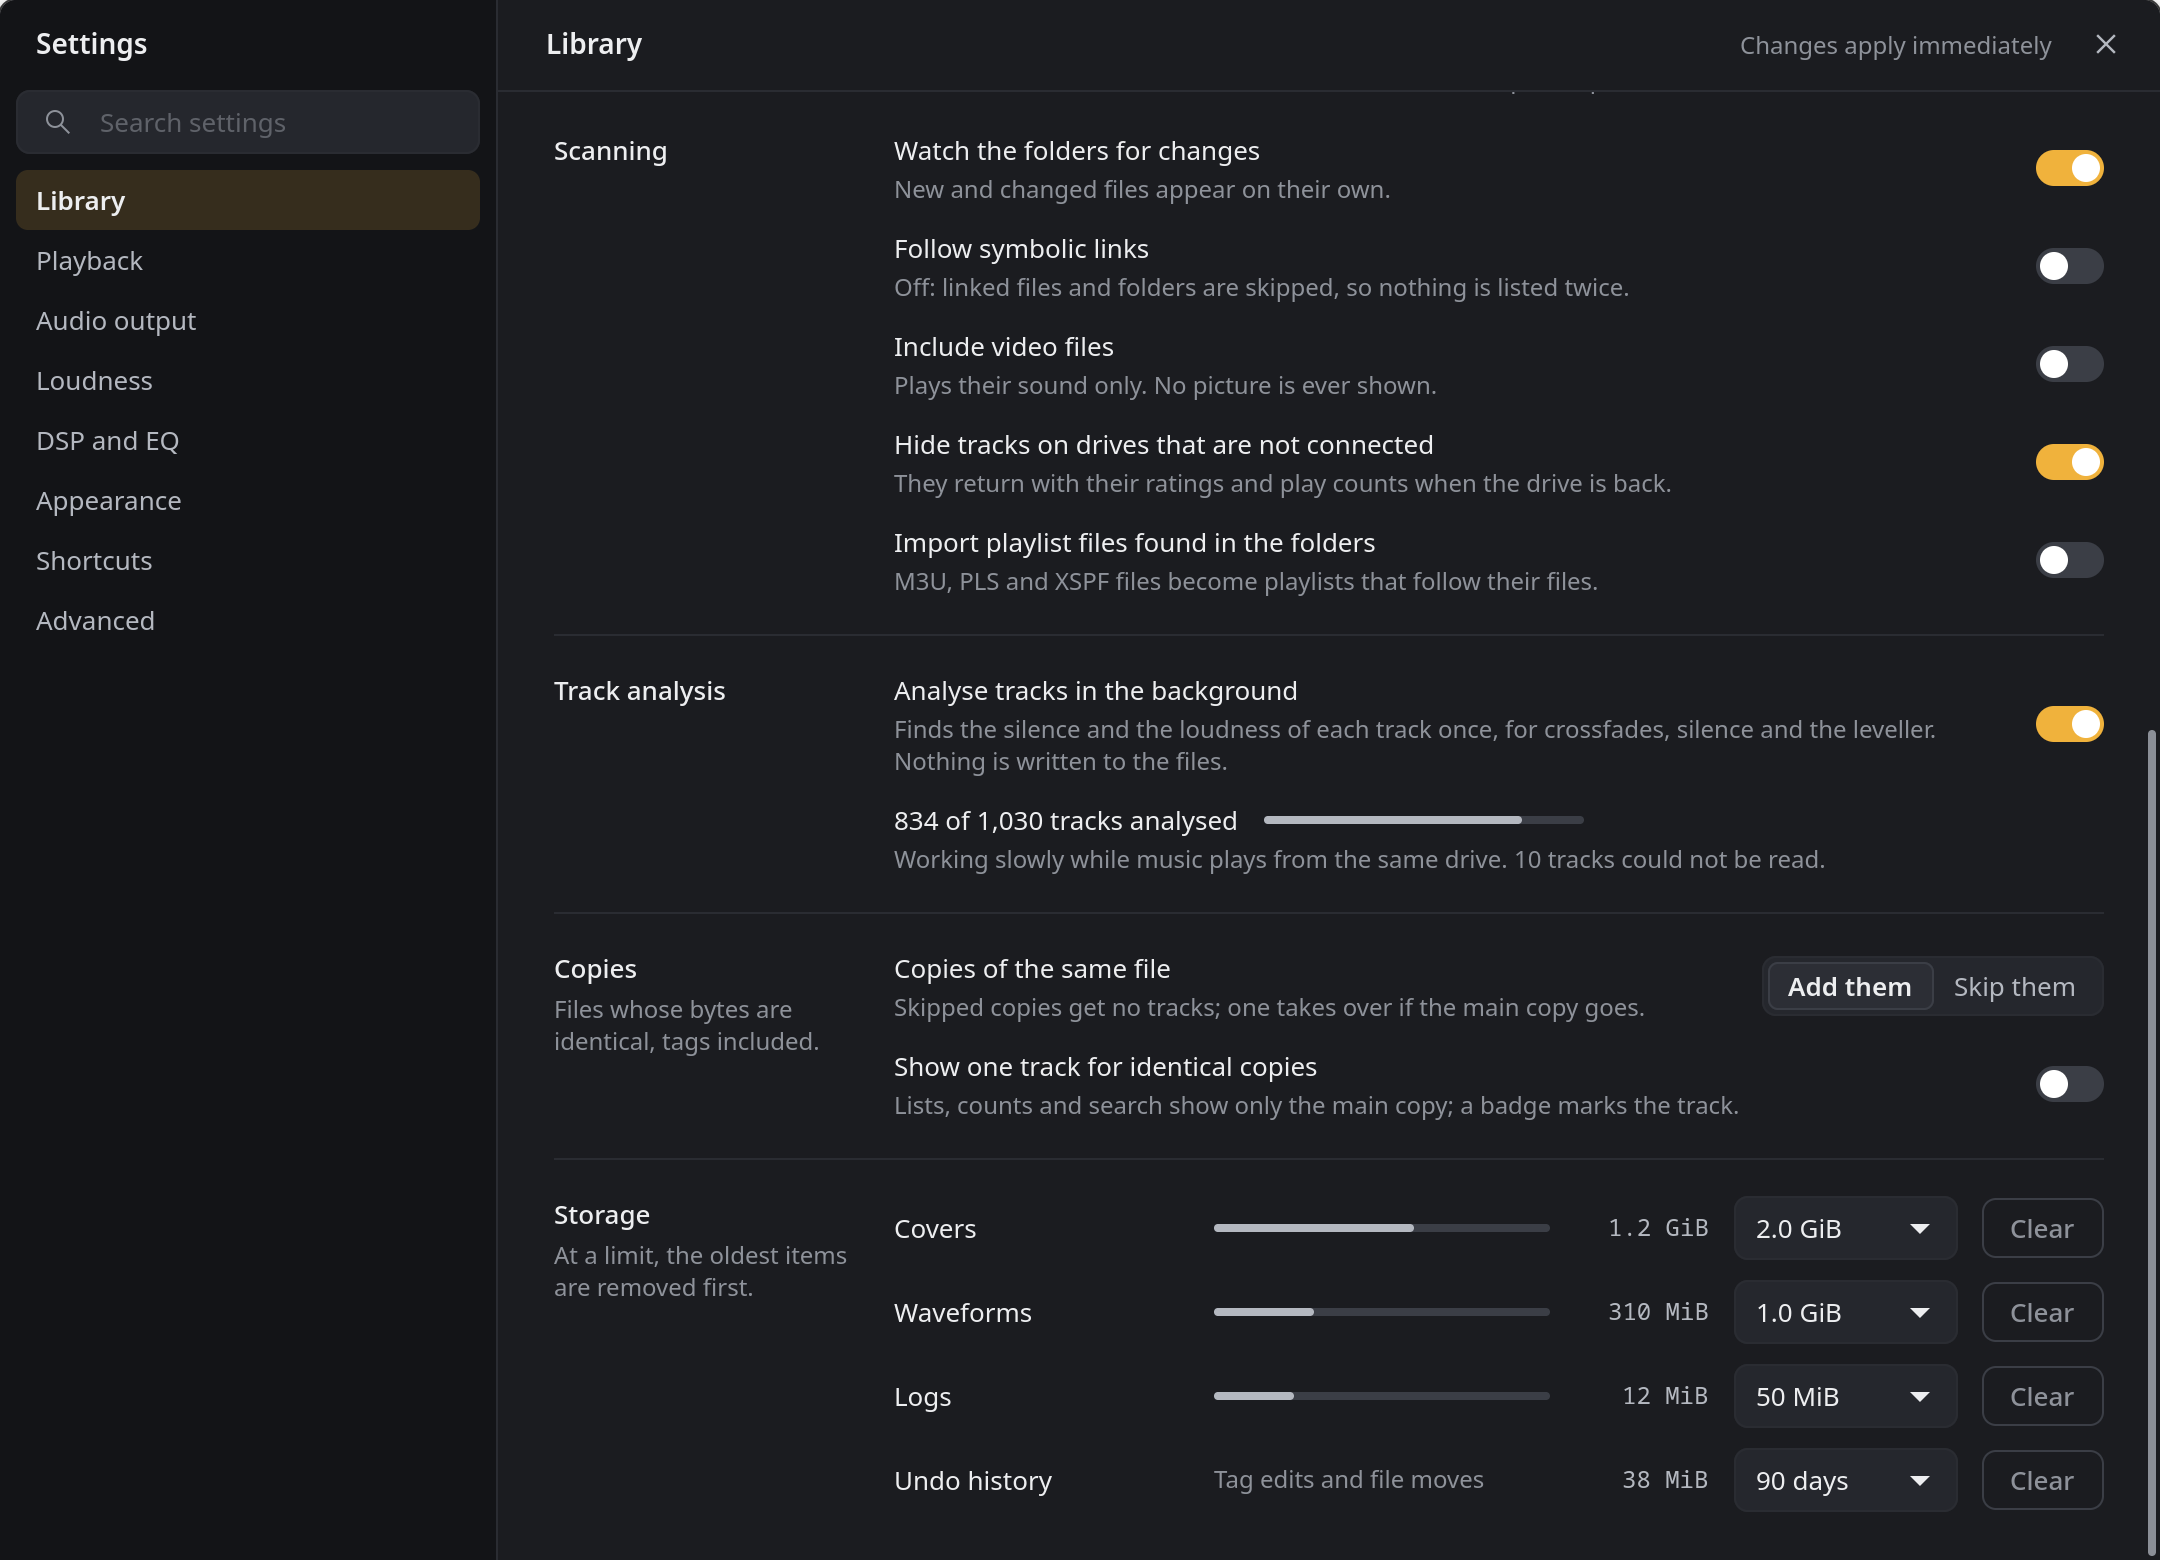 Settings
Search settings
Library
Playback
Audio output
Loudness
DSP and EQ
Appearance
Shortcuts
Advanced
Library
Changes apply immediately
Scanning
Watch the folders for changes
New and changed files appear on their own.
Follow symbolic links
Off: linked files and folders are skipped, so nothing is listed twice.
Include video files
Plays their sound only. No picture is ever shown.
Hide tracks on drives that are not connected
They return with their ratings and play counts when the drive is back.
Import playlist files found in the folders
M3U, PLS and XSPF files become playlists that follow their files.
Track analysis
Analyse tracks in the background
Finds the silence and the loudness of each track once, for crossfades, silence and the leveller.
Nothing is written to the files.
834 of 1,030 tracks analysed
Working slowly while music plays from the same drive. 10 tracks could not be read.
Copies
Files whose bytes are
identical, tags included.
Copies of the same file
Skipped copies get no tracks; one takes over if the main copy goes.
Add them Skip them
Show one track for identical copies
Lists, counts and search show only the main copy; a badge marks the track.
Storage
At a limit, the oldest items
are removed first.
Covers 1.2 GiB 2.0 GiB Clear
Waveforms 310 MiB 1.0 GiB Clear
Logs 12 MiB 50 MiB Clear
Undo history Tag edits and file moves 38 MiB 90 days Clear